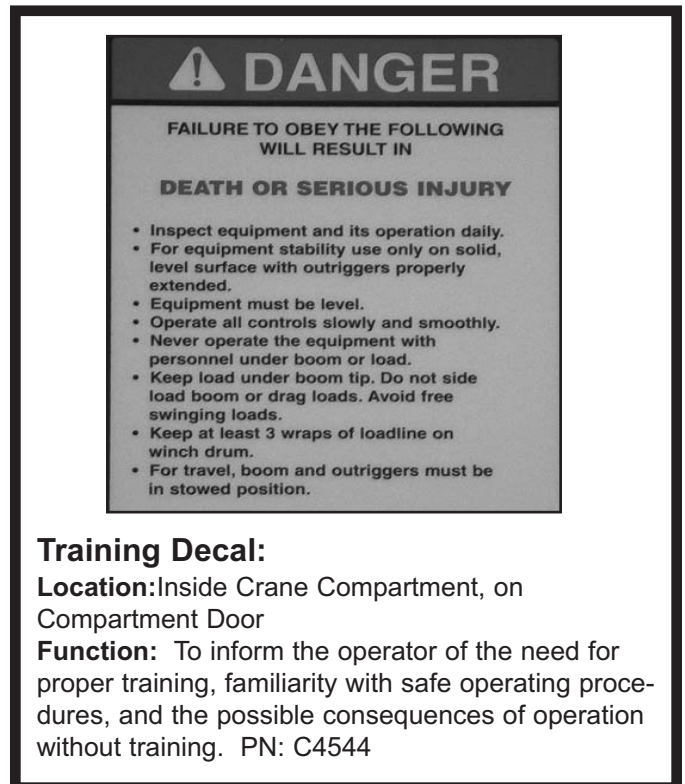 DANGER
FAILURE TO OBEY THE FOLLOWING
WILL RESULT IN
DEATH OR SERIOUS INJURY
• Inspect equipment and its operation daily.
• For equipment stability use only on solid,
level surface with outriggers properly
extended.
• Equipment must be level.
• Operate all controls slowly and smoothly.
• Never operate the equipment with
personnel under boom or load.
• Keep load under boom tip. Do not side
load boom or drag loads. Avoid free
swinging loads.
• Keep at least 3 wraps of loadline on
winch drum.
• For travel, boom and outriggers must be
in stowed position.
Training Decal:
Location:Inside Crane Compartment, on
Compartment Door
Function: To inform the operator of the need for
proper training, familiarity with safe operating proce-
dures, and the possible consequences of operation
without training. PN: C4544